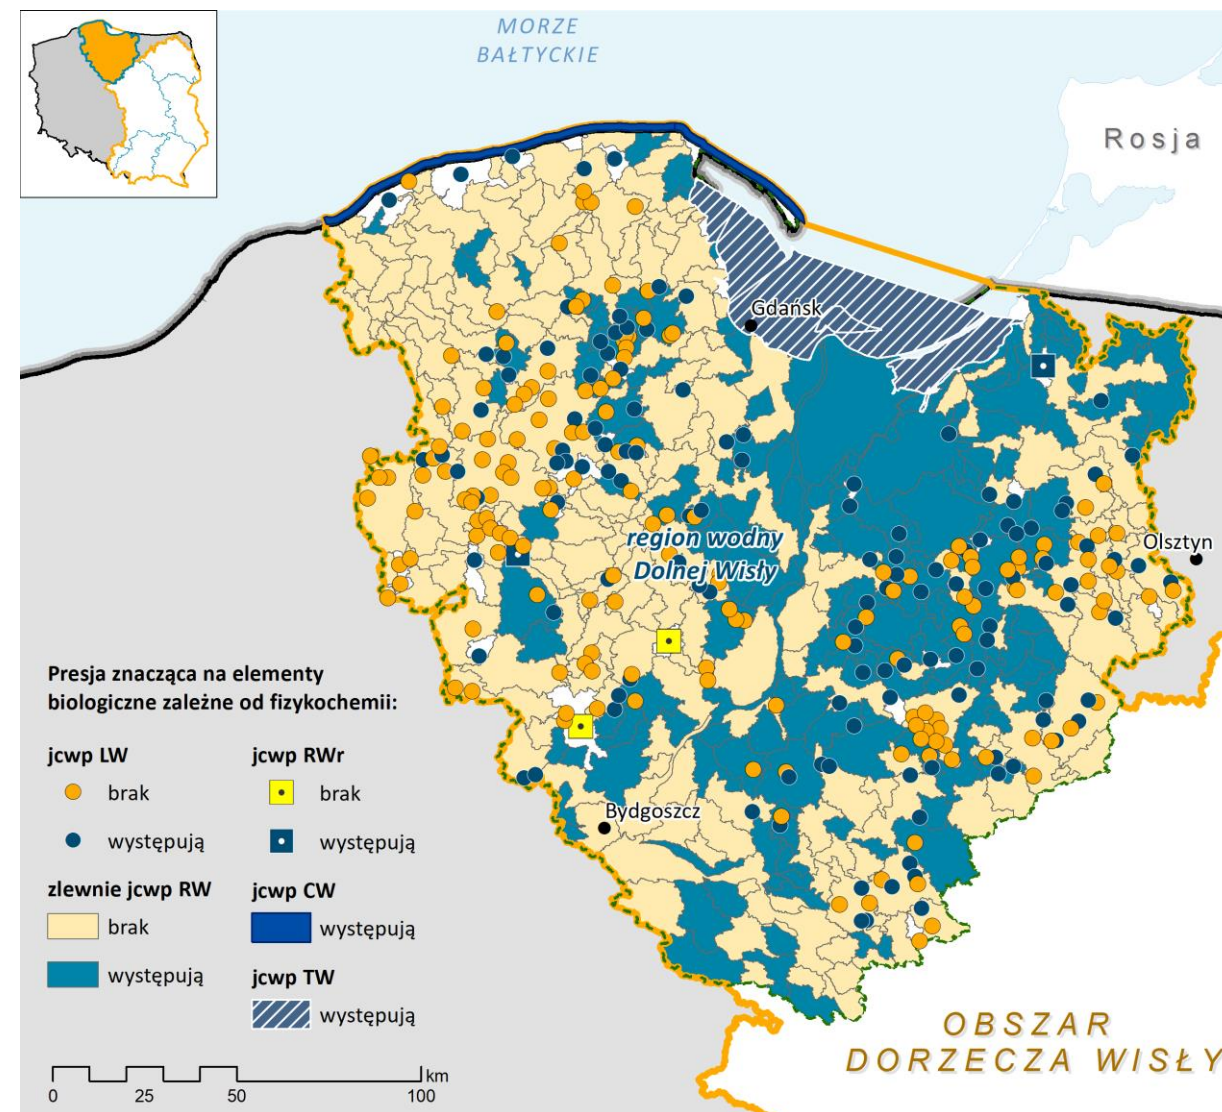 MORZE
BAŁTYCKIE
Rosja
Gdańsk
Olsztyn
region wodny
Dolnej Wisły
Bydgoszcz
Presja znacząca na elementy
biologiczne zależne od fizykochemii:
jcwp LW
brak
występują
zlewnie jcwp RW
brak
występują
jcwp RWr
brak
występują
jcwp CW
występują
jcwp TW
występują
km
0 25 50 100
OBSZAR
DORZECZA WISŁY